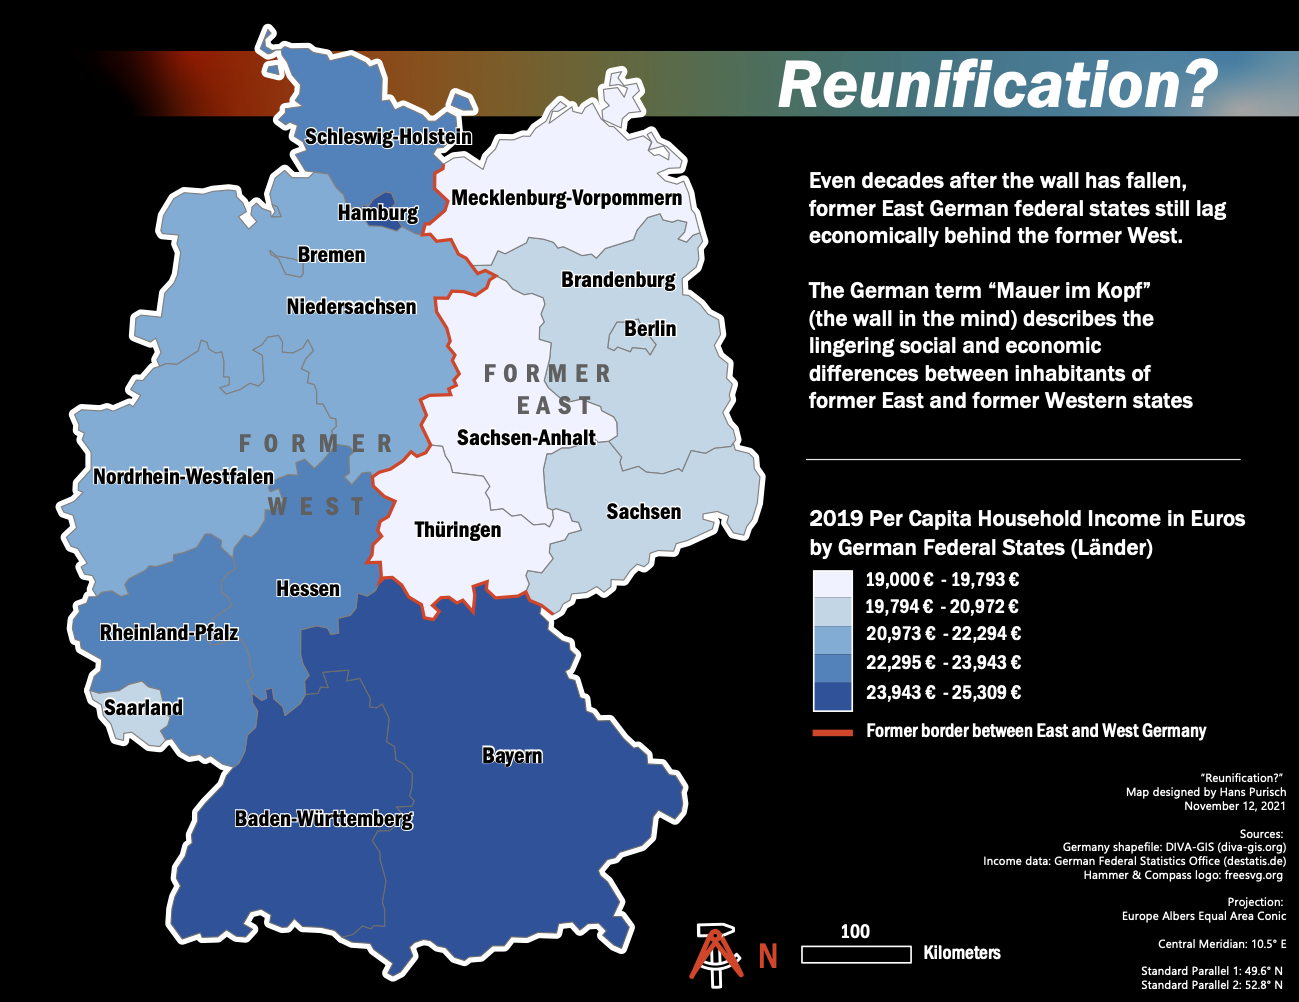 Reunification?
Schleswig-Holstein
Mecklenburg-Vorpommern
Hamburg
Bremen
Brandenburg
Niedersachsen
Berlin
FORMER
EAST
Sachsen-Anhalt
FORMER
WEST
Nordrhein-Westfalen
Sachsen
Thüringen
Hessen
Rheinland-Pfalz
Saarland
Bayern
Baden-Württemberg
Even decades after the wall has fallen,
former East German federal states still lag
economically behind the former West.
The German term “Mauer im Kopf”
(the wall in the mind) describes the
lingering social and economic
differences between inhabitants of
former East and former Western states
2019 Per Capita Household Income in Euros
by German Federal States (Länder)
19,000 € - 19,793 €
19,794 € - 20,972 €
20,973 € - 22,294 €
22,295 € - 23,943 €
23,943 € - 25,309 €
Former border between East and West Germany
“Reunification?”
Map designed by Hans Purisch
November 12, 2021
Sources:
Germany shapefile: DIVA-GIS (diva-gis.org)
Income data: German Federal Statistics Office (destatis.de)
Hammer & Compass logo: freesvg.org
Projection:
Europe Albers Equal Area Conic
Central Meridian: 10.5° E
Standard Parallel 1: 49.6° N
Standard Parallel 2: 52.8° N
N
100
Kilometers